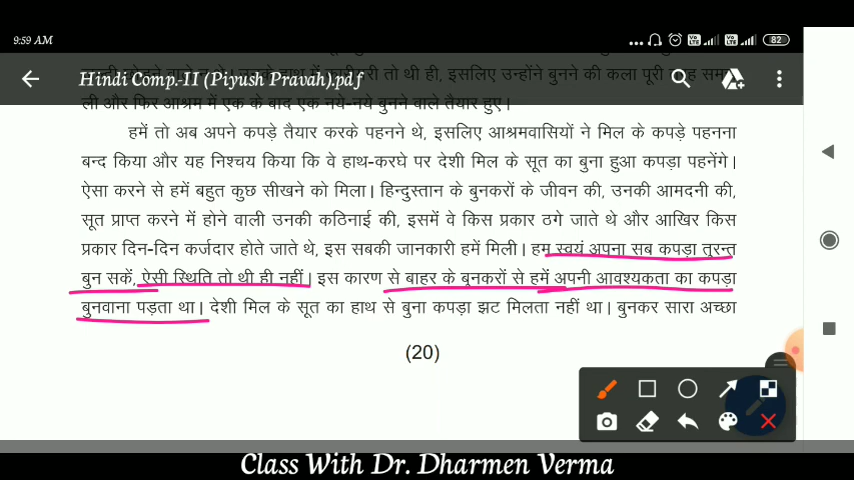 9:59 AM
82
Hindi Comp.-II (Piyush Pravah).pdf
ली और फिर आश्रम में एक के बाद एक नये-नये बुनने वाले तैयार हुए।
हमें तो अब अपने कपड़े तैयार करके पहनने थे, इसलिए आश्रमवासियों ने मिल के कपड़े पहनना
बन्द किया और यह निश्चय किया कि वे हाथ-करघे पर देशी मिल के सूत का बुना हुआ कपड़ा पहनेंगे।
ऐसा करने से हमें बहुत कुछ सीखने को मिला। हिन्दुस्तान के बुनकरों के जीवन की, उनकी आमदनी की,
सूत प्राप्त करने में होने वाली उनकी कठिनाई की, इसमें वे किस प्रकार ठगे जाते थे और आखिर किस
प्रकार दिन-दिन कर्जदार होते जाते थे, इस सबकी जानकारी हमें मिली। हम स्वयं अपना सब कपड़ा तुरन्त
बुन सकें, ऐसी स्थिति तो थी ही नहीं। इस कारण से बाहर के बुनकरों से हमें अपनी आवश्यकता का कपड़ा
बुनवाना पड़ता था। देशी मिल के सूत का हाथ से बुना कपड़ा झट मिलता नहीं था। बुनकर सारा अच्छा
(20)
Class With Dr. Dharmen Verma